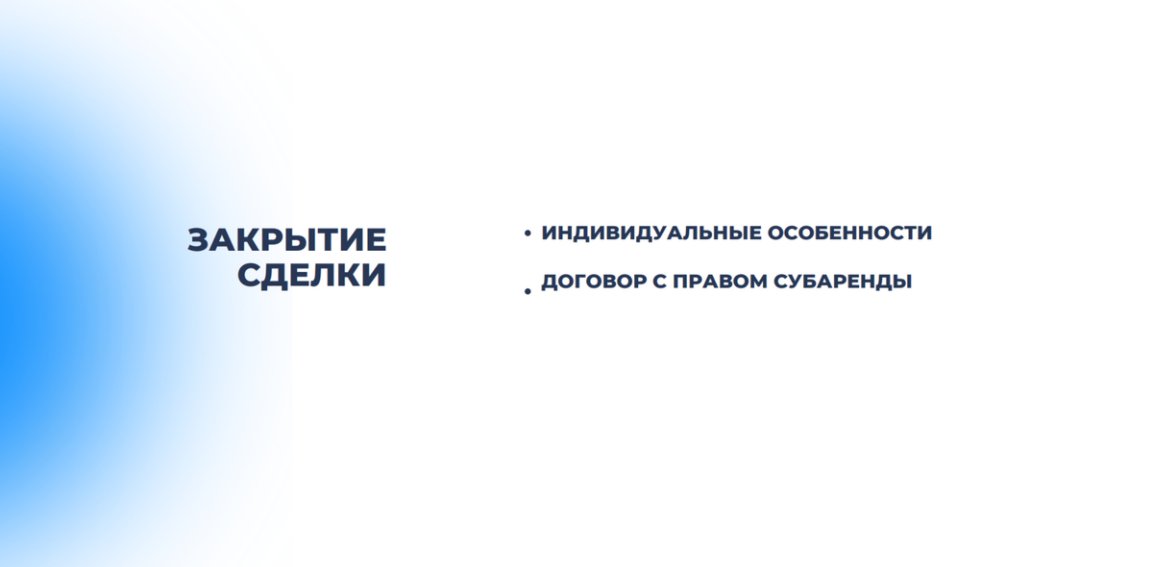 ЗАКРЫТИЕ
СДЕЛКИ
• ИНДИВИДУАЛЬНЫЕ ОСОБЕННОСТИ
• ДОГОВОР С ПРАВОМ СУБАРЕНДЫ